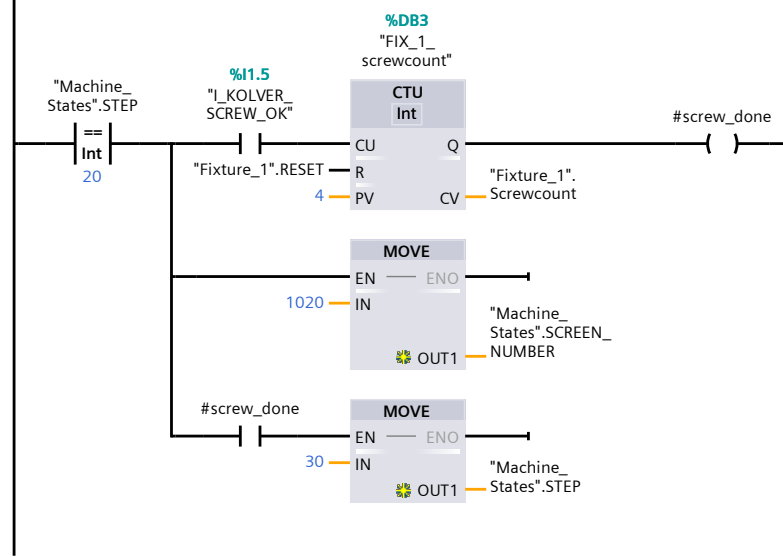 %DB3
"FIX_1_
screwcount"
%I1.5
"Machine_
States".STEP
"I_KOLVER_
SCREW_OK"
CTU
Int
#screw_done
==
Int
20
CU
Q
"Fixture_1".RESET
R
"Fixture_1".
Screwcount
4
PV
CV
MOVE
EN
ENO
1020
IN
"Machine_
States".SCREEN_
NUMBER
OUT1
#screw_done
MOVE
EN
ENO
30
IN
"Machine_
States".STEP
OUT1